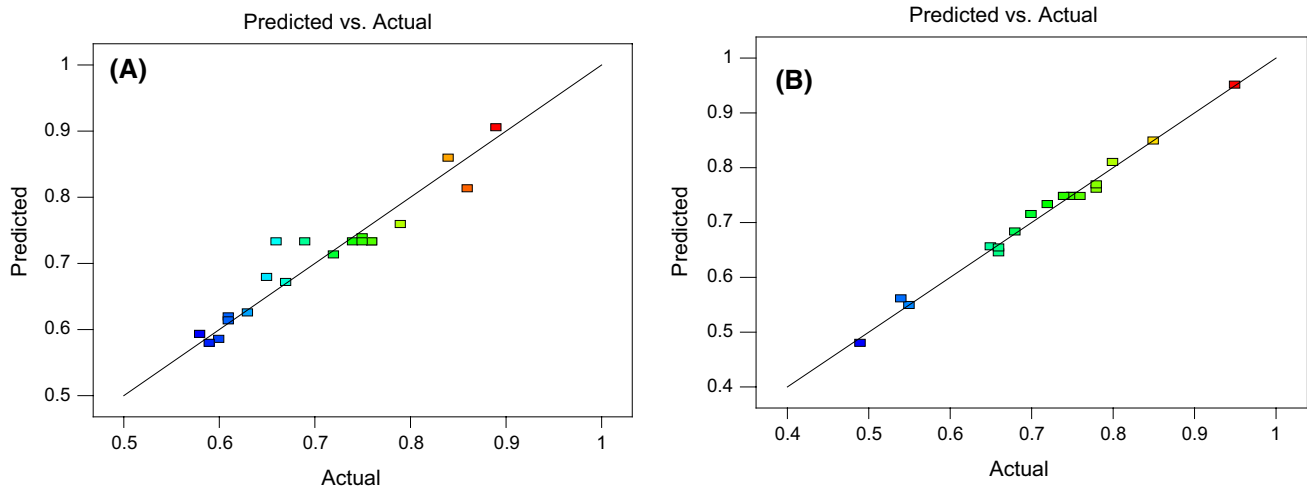 Predicted vs. Actual
(A)
1
0.9
0.8
0.7
0.6
0.5
Predicted
0.5 0.6 0.7 0.8 0.9 1
Actual
Predicted vs. Actual
(B)
1
0.9
0.8
0.7
0.6
0.5
0.4
Predicted
0.4 0.5 0.6 0.7 0.8 0.9 1
Actual